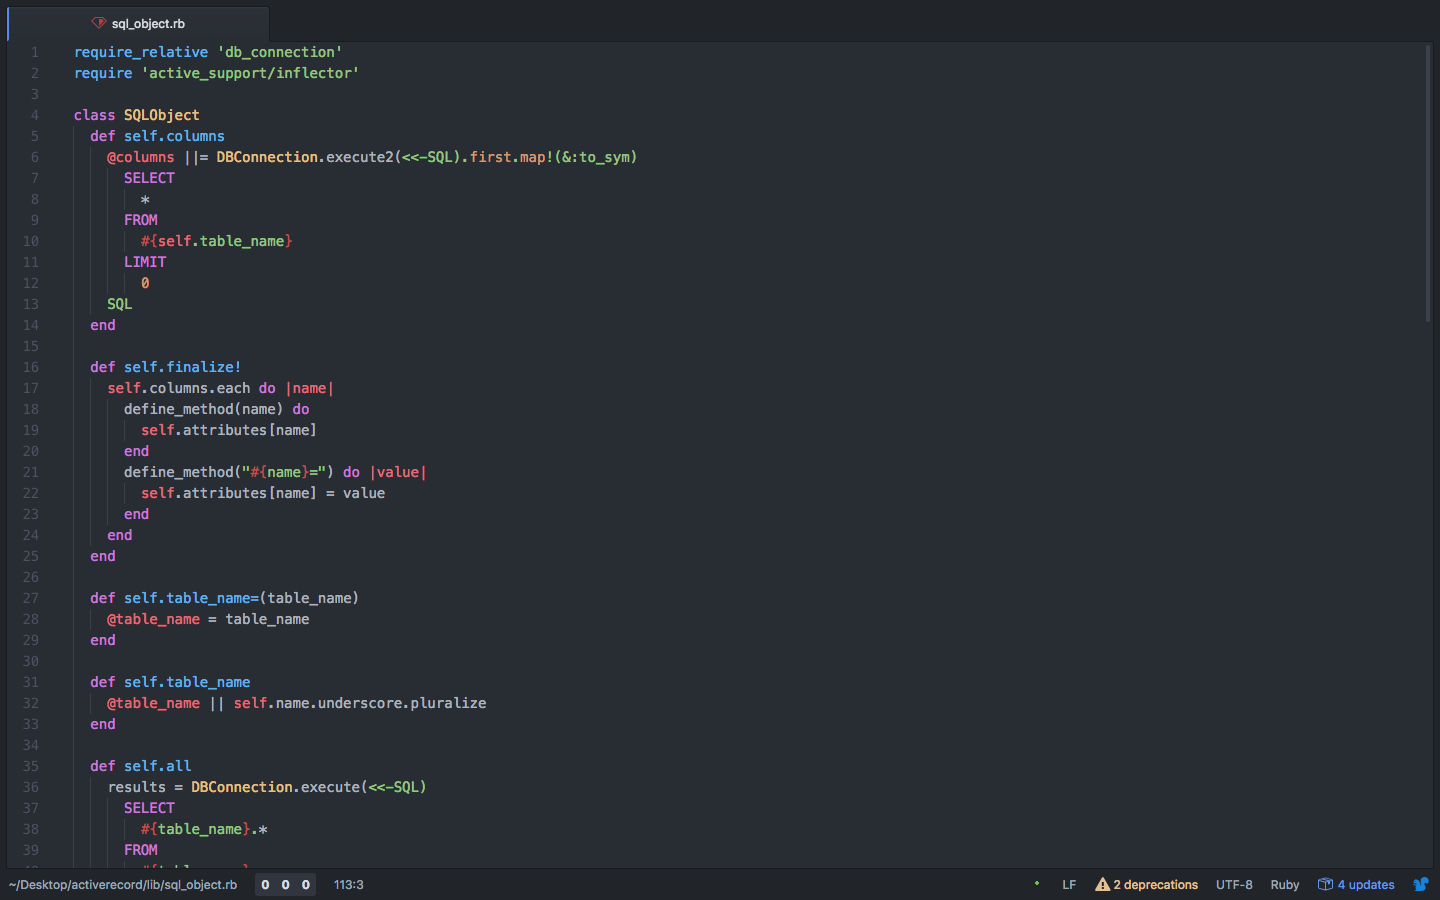 sql_object.rb
1 require_relative 'db_connection'
2 require 'active_support/inflector'
3
4 class SQLObject
5   def self.columns
6     @columns ||= DBConnection.execute2(<<-SQL).first.map!(&:to_sym)
7       SELECT
8         *
9       FROM
10         #{self.table_name}
11       LIMIT
12         0
13     SQL
14   end
15
16   def self.finalize!
17     self.columns.each do |name|
18       define_method(name) do
19         self.attributes[name]
20       end
21       define_method("#{name}=") do |value|
22         self.attributes[name] = value
23       end
24     end
25   end
26
27   def self.table_name=(table_name)
28     @table_name = table_name
29   end
30
31   def self.table_name
32     @table_name || self.name.underscore.pluralize
33   end
34
35   def self.all
36     results = DBConnection.execute(<<-SQL)
37       SELECT
38         #{table_name}.*
39       FROM
~/Desktop/activerecord/lib/sql_object.rb 0 0 0 113:3 LF 2 deprecations UTF-8 Ruby 4 updates